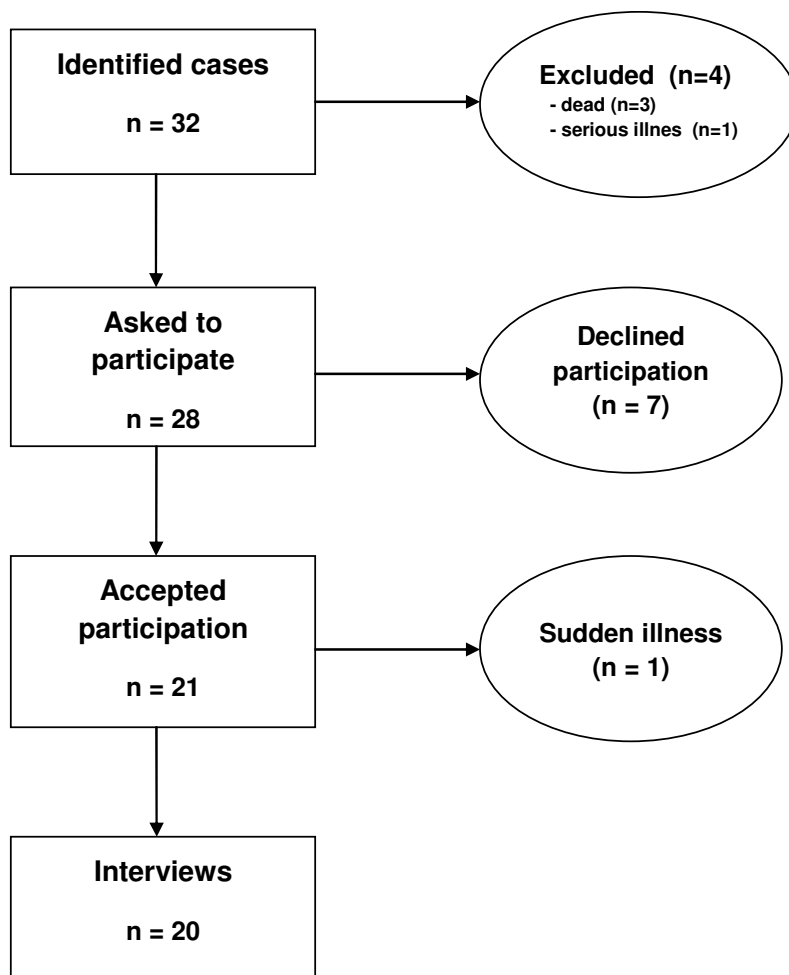 Identified cases
n = 32
Excluded (n=4)
- dead (n=3)
- serious illnes (n=1)
Asked to
participate
n = 28
Declined
participation
(n = 7)
Accepted
participation
n = 21
Sudden illness
(n = 1)
Interviews
n = 20